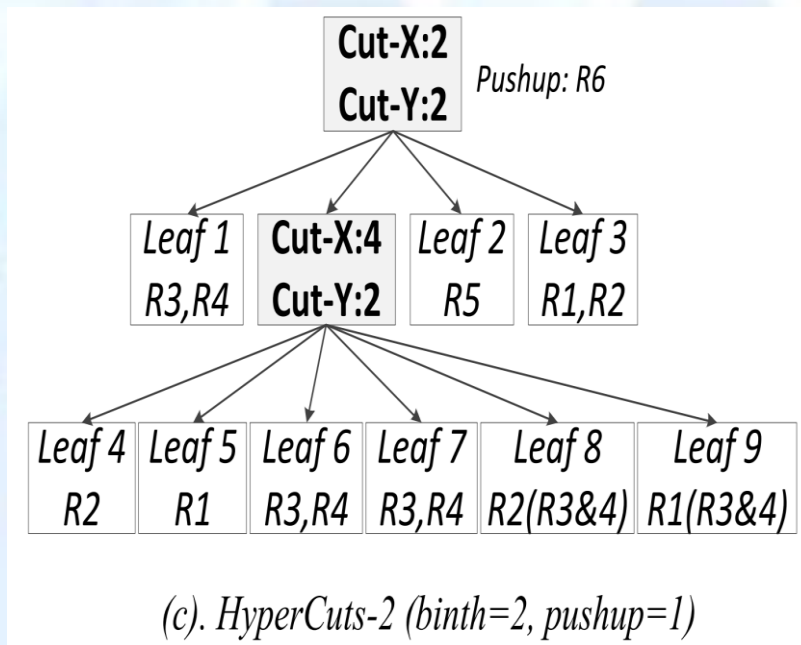 Cut-X:2
Cut-Y:2
Pushup: R6
Leaf 1
R3,R4
Cut-X:4
Cut-Y:2
Leaf 2
R5
Leaf 3
R1,R2
Leaf 4
R2
Leaf 5
R1
Leaf 6
R3,R4
Leaf 7
R3,R4
Leaf 8
R2(R3&4)
Leaf 9
R1(R3&4)
(c). HyperCuts-2 (binth=2, pushup=1)